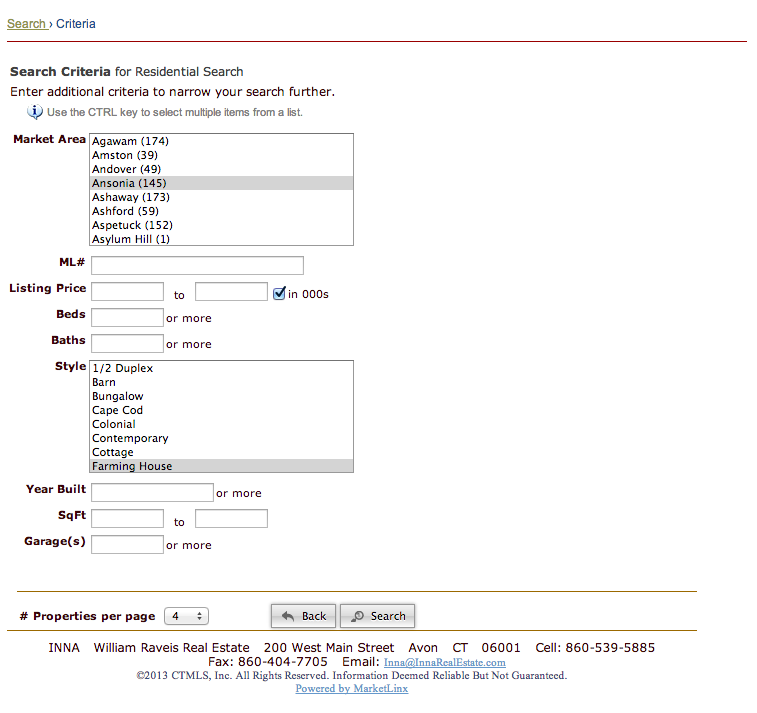 Search › Criteria
Search Criteria for Residential Search
Enter additional criteria to narrow your search further.
i Use the CTRL key to select multiple items from a list.
Market Area
Agawam (174)
Amston (39)
Andover (49)
Ansonia (145)
Ashaway (173)
Ashford (59)
Aspetuck (152)
Asylum Hill (1)
ML#
Listing Price to in 000s
Beds or more
Baths or more
Style
1/2 Duplex
Barn
Bungalow
Cape Cod
Colonial
Contemporary
Cottage
Farming House
Year Built or more
SqFt to
Garage(s) or more
# Properties per page 4 Back Search
INNA William Raveis Real Estate 200 West Main Street Avon CT 06001 Cell: 860-539-5885
Fax: 860-404-7705 Email: Inna@InnaRealEstate.com
©2013 CTMLS, Inc. All Rights Reserved. Information Deemed Reliable But Not Guaranteed.
Powered by MarketLinx